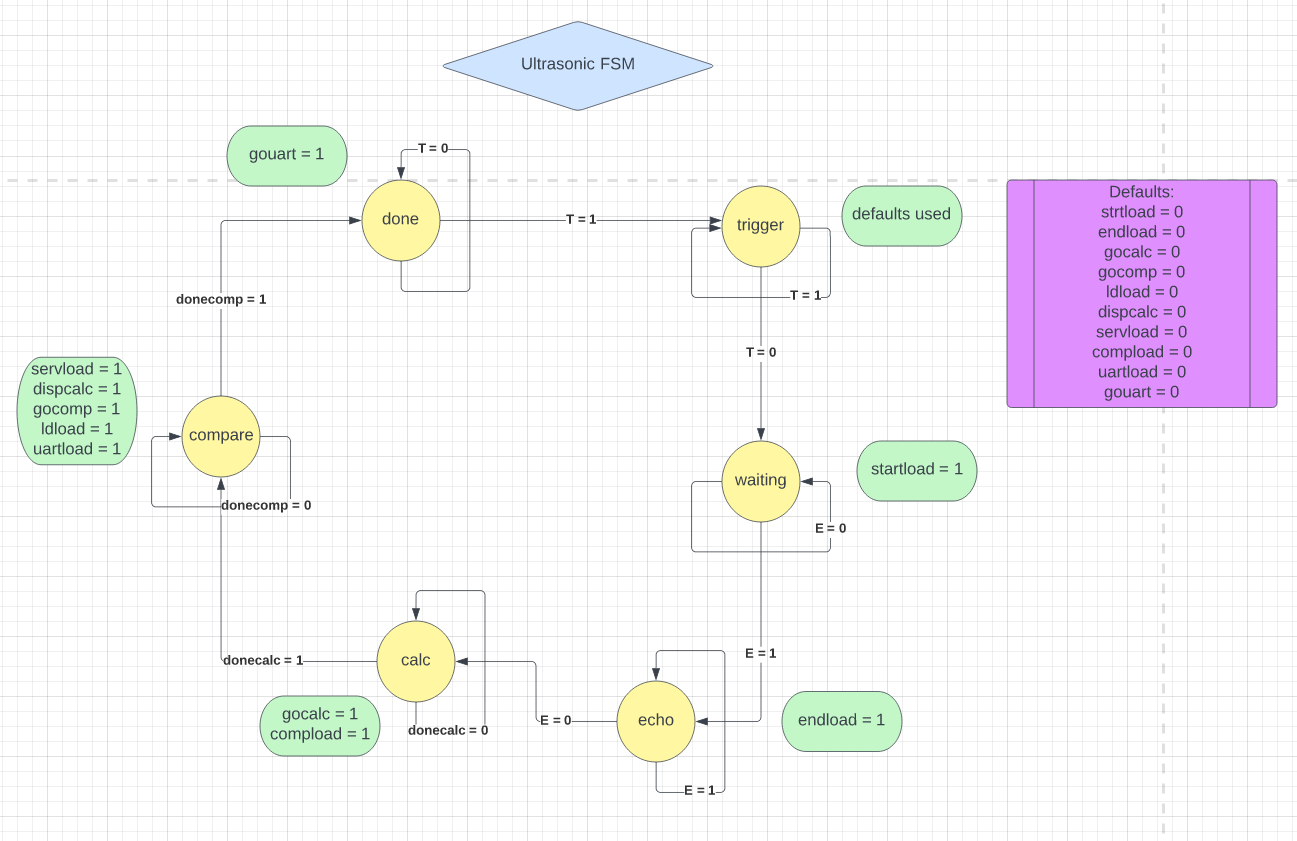 Ultrasonic FSM
gouart = 1
T = 0
done
T = 1
trigger
defaults used
T = 1
Defaults:
strtload = 0
endload = 0
gocalc = 0
gocomp = 0
ldload = 0
dispcalc = 0
servload = 0
compload = 0
uartload = 0
gouart = 0
donecomp = 1
T = 0
servload = 1
dispcalc = 1
gocomp = 1
ldload = 1
uartload = 1
compare
donecomp = 0
waiting
startload = 1
E = 0
E = 1
donecalc = 1
calc
gocalc = 1
compload = 1
donecalc = 0
E = 0
echo
endload = 1
E = 1